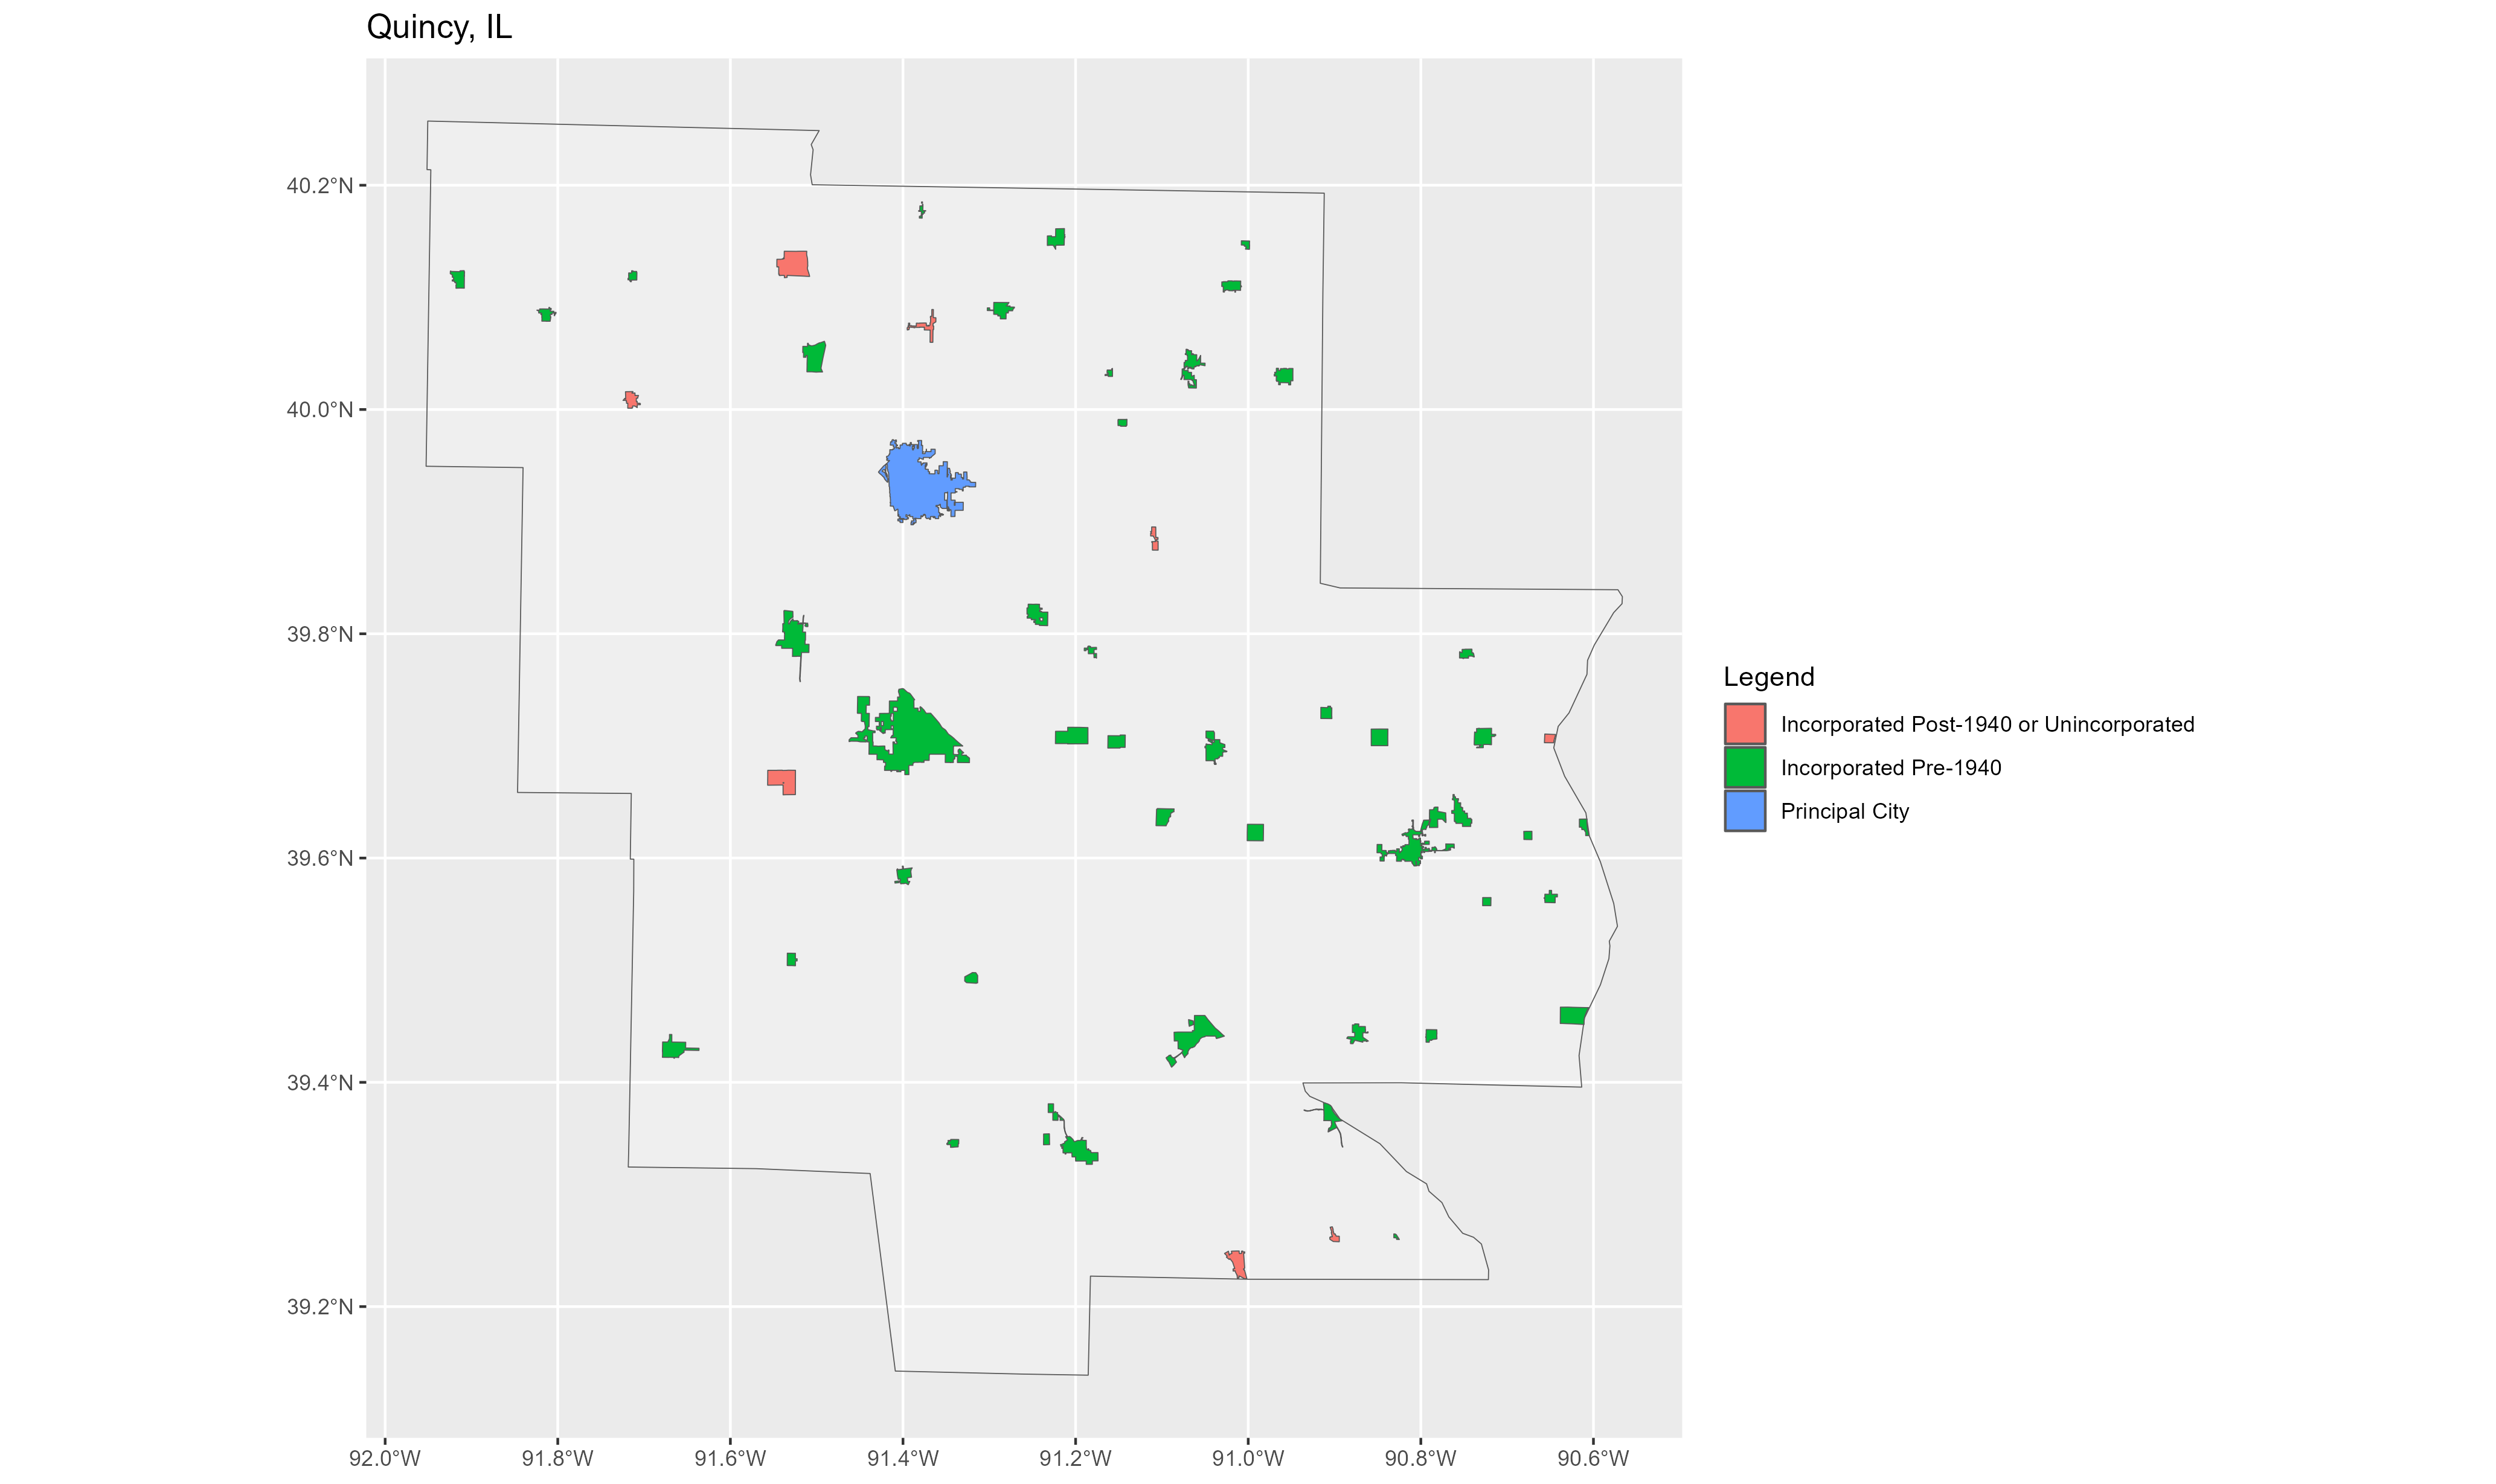 Quincy, IL
40.2°N
40.0°N
39.8°N
39.6°N
39.4°N
39.2°N
92.0°W 91.8°W 91.6°W 91.4°W 91.2°W 91.0°W 90.8°W 90.6°W
Legend
Incorporated Post-1940 or Unincorporated
Incorporated Pre-1940
Principal City